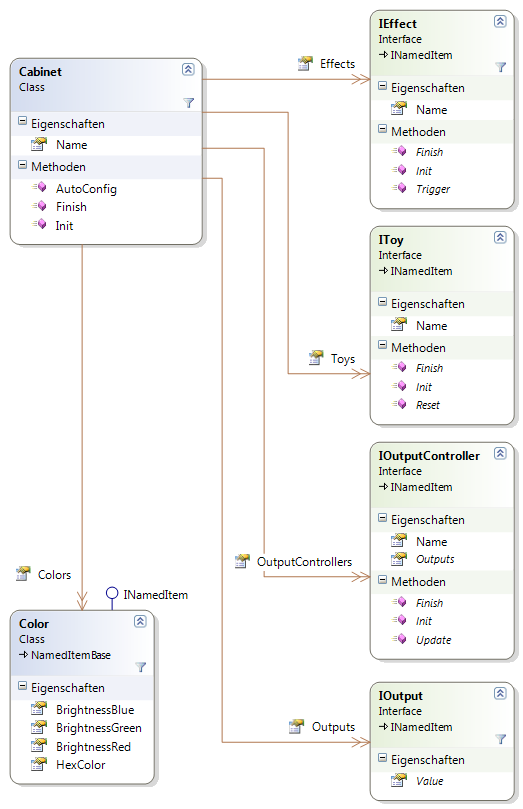 Cabinet
Class
Eigenschaften
Name
Methoden
AutoConfig
Finish
Init
Effects
IEffect
Interface
INamedItem
Eigenschaften
Name
Methoden
Finish
Init
Trigger
Toys
IToy
Interface
INamedItem
Eigenschaften
Name
Methoden
Finish
Init
Reset
OutputControllers
IOutputController
Interface
INamedItem
Eigenschaften
Name
Outputs
Methoden
Finish
Init
Update
Colors
INamedItem
Color
Class
NamedItemBase
Eigenschaften
BrightnessBlue
BrightnessGreen
BrightnessRed
HexColor
Outputs
IOutput
Interface
INamedItem
Eigenschaften
Value